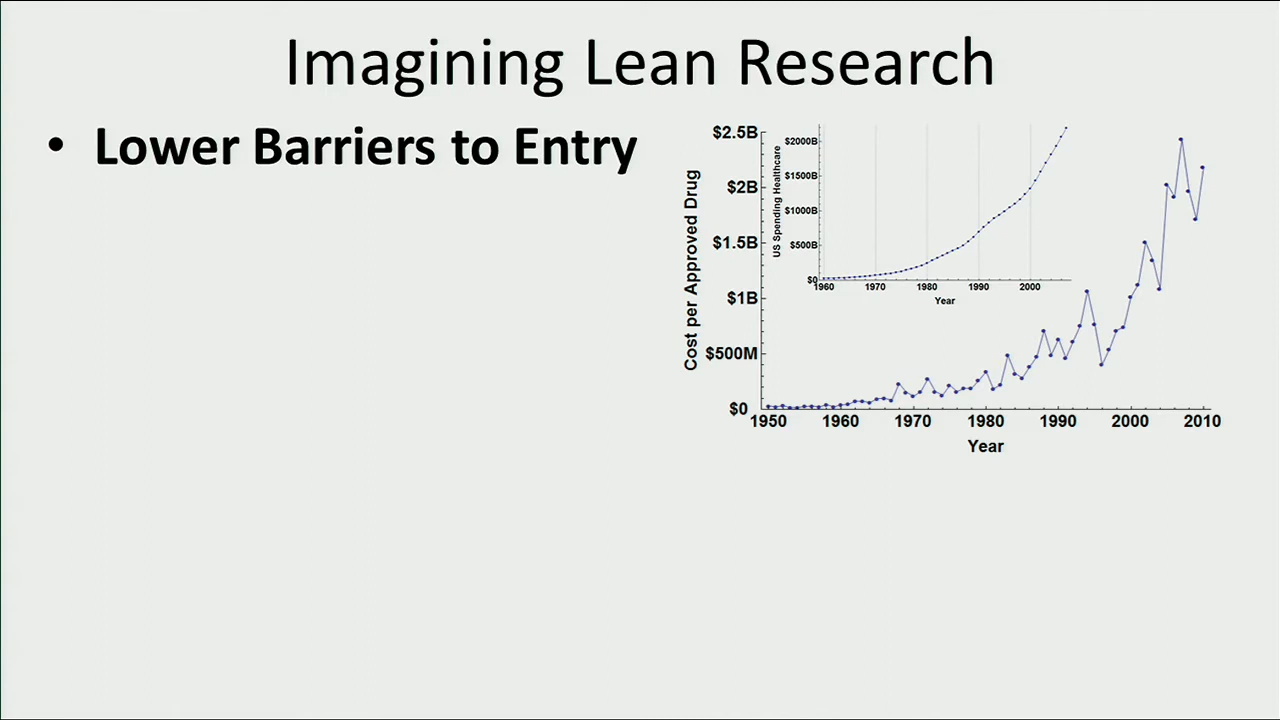 Imagining Lean Research
• Lower Barriers to Entry
Cost per Approved Drug
$2.5B
$2B
$1.5B
$1B
$500M
$0
1950 1960 1970 1980 1990 2000 2010
Year
US Spending Healthcare
$2000B
$1500B
$1000B
$500B
$0
1960 1970 1980 1990 2000
Year